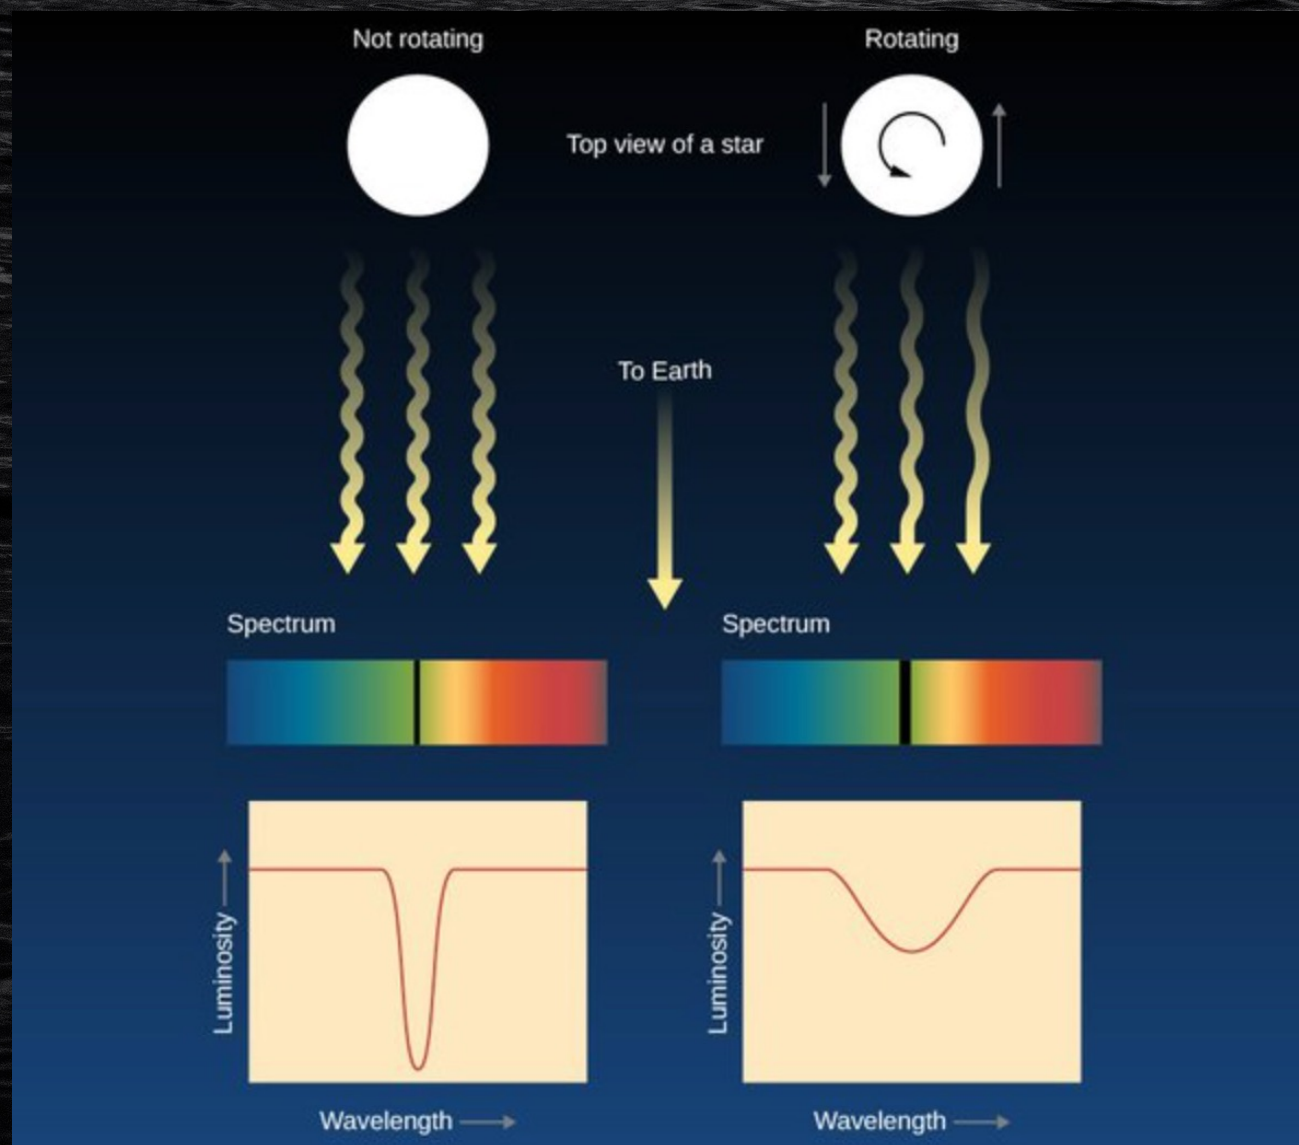 Not rotating
Rotating
Top view of a star
To Earth
Spectrum
Spectrum
Luminosity
Luminosity
Wavelength
Wavelength